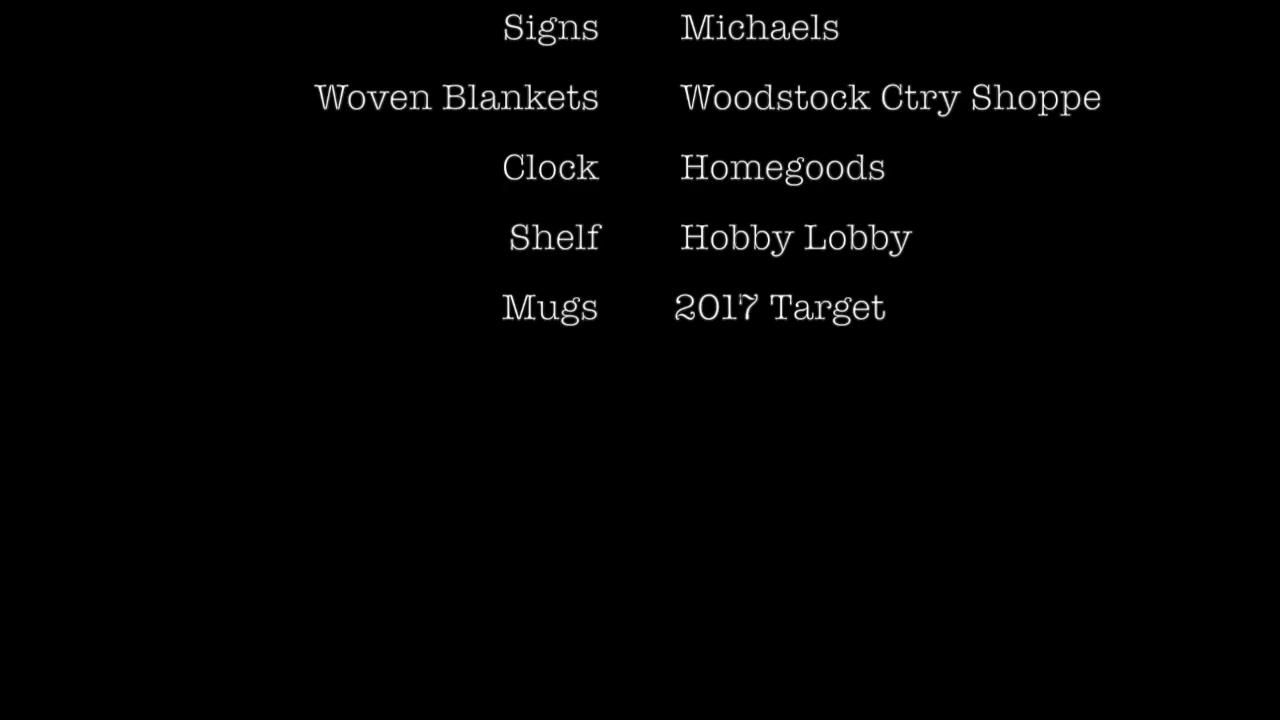 Signs Michaels
Woven Blankets Woodstock Ctry Shoppe
Clock Homegoods
Shelf Hobby Lobby
Mugs 2017 Target